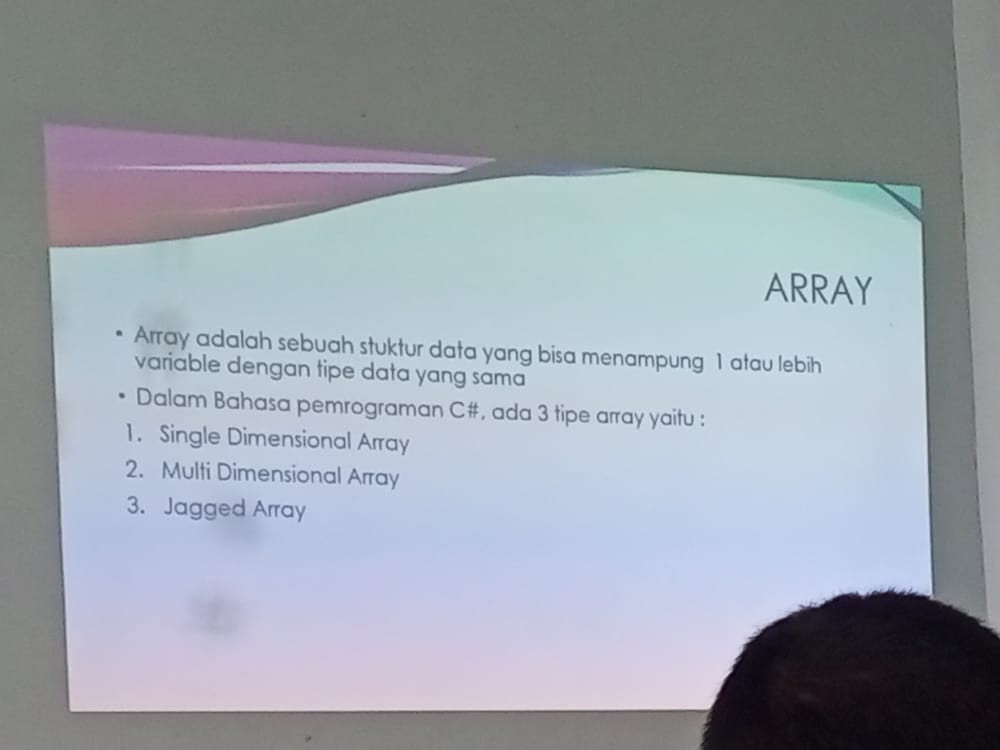 ARRAY
• Array adalah sebuah stuktur data yang bisa menampung 1 atau lebih
variable dengan tipe data yang sama
• Dalam Bahasa pemrograman C#, ada 3 tipe array yaitu :
1. Single Dimensional Array
2. Multi Dimensional Array
3. Jagged Array